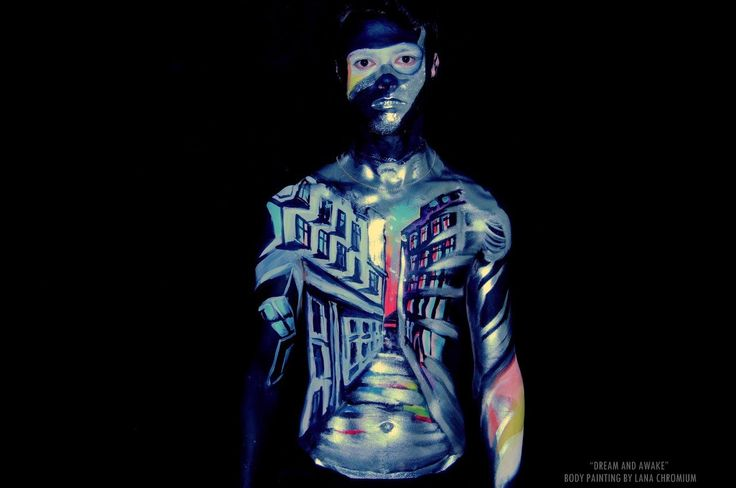 “DREAM AND AWAKE”
BODY PAINTING BY LANA CHROMIUM